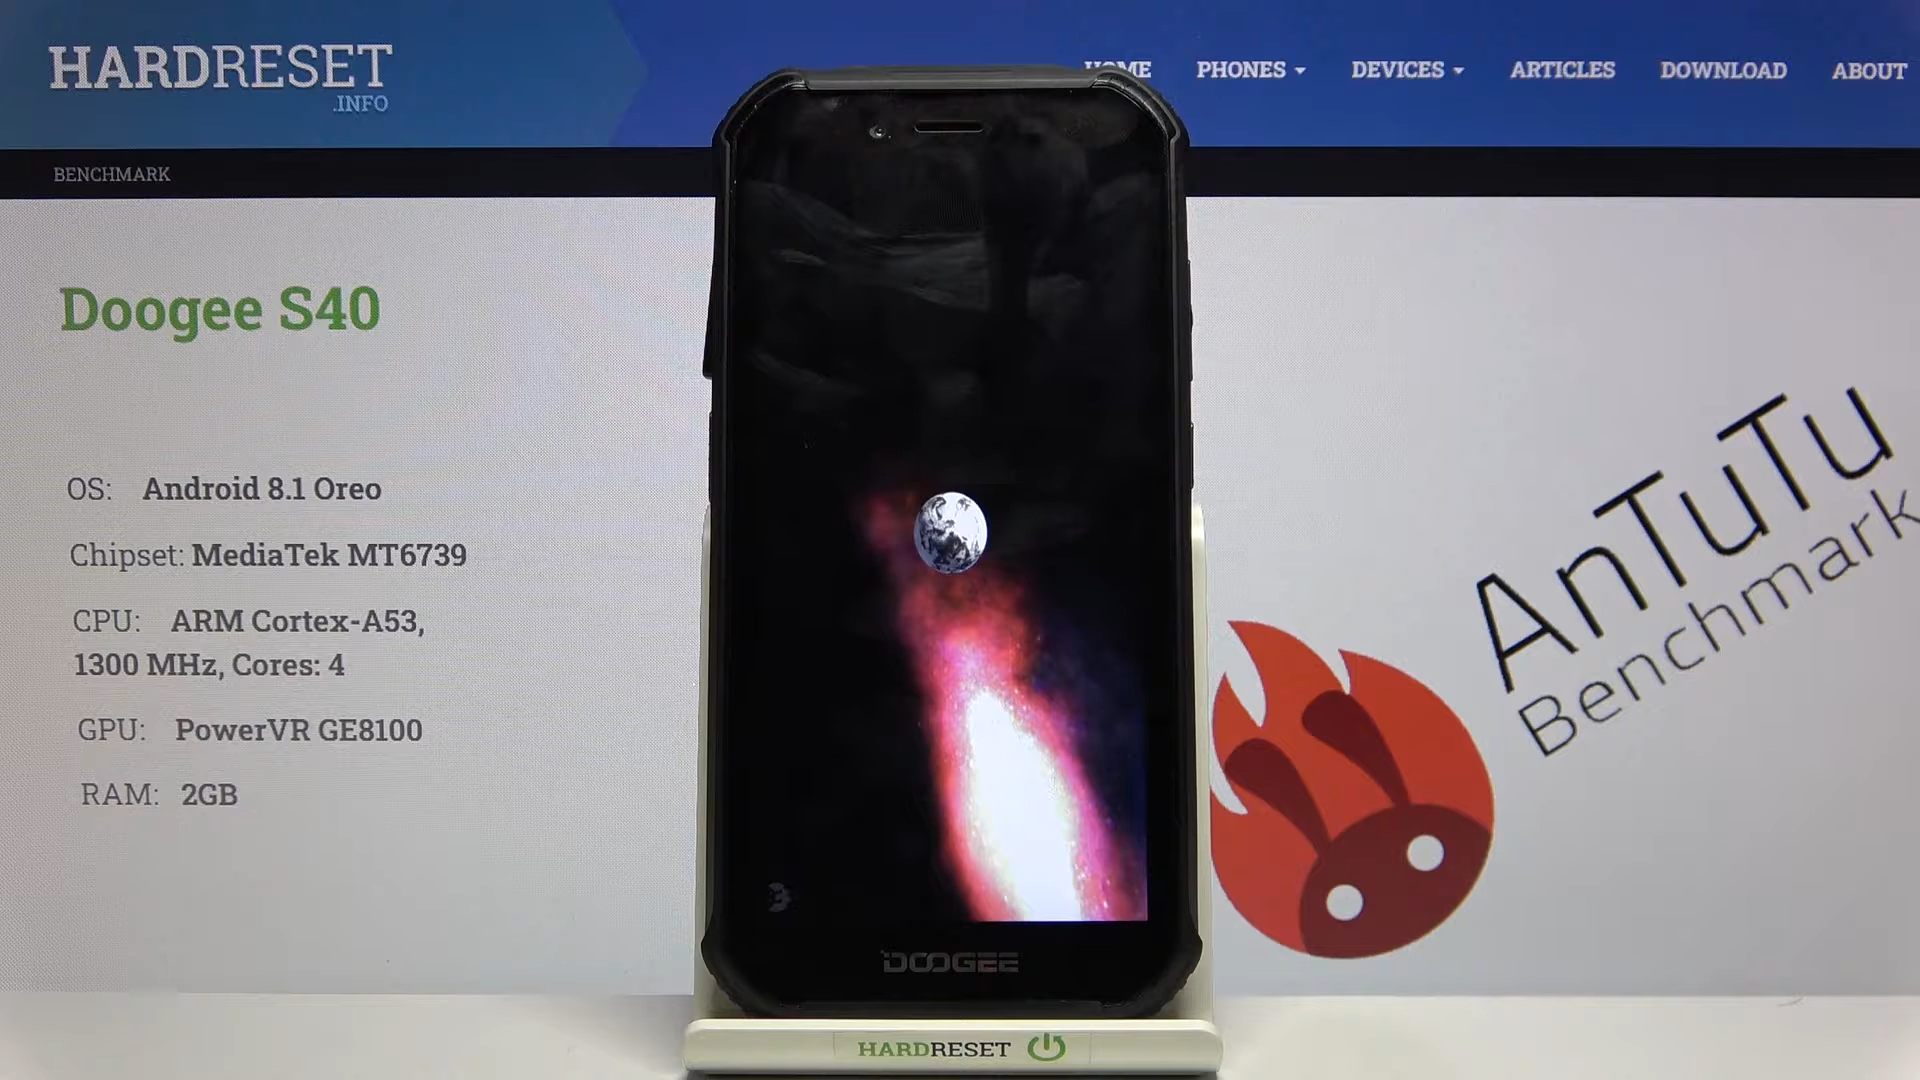 HARDRESET
.INFO
HOME PHONES DEVICES ARTICLES DOWNLOAD ABOUT
BENCHMARK
Doogee S40
OS: Android 8.1 Oreo
Chipset: MediaTek MT6739
CPU: ARM Cortex-A53,
1300 MHz, Cores: 4
GPU: PowerVR GE8100
RAM: 2GB
AnTuTu
Benchmark
DOOGEE
HARDRESET